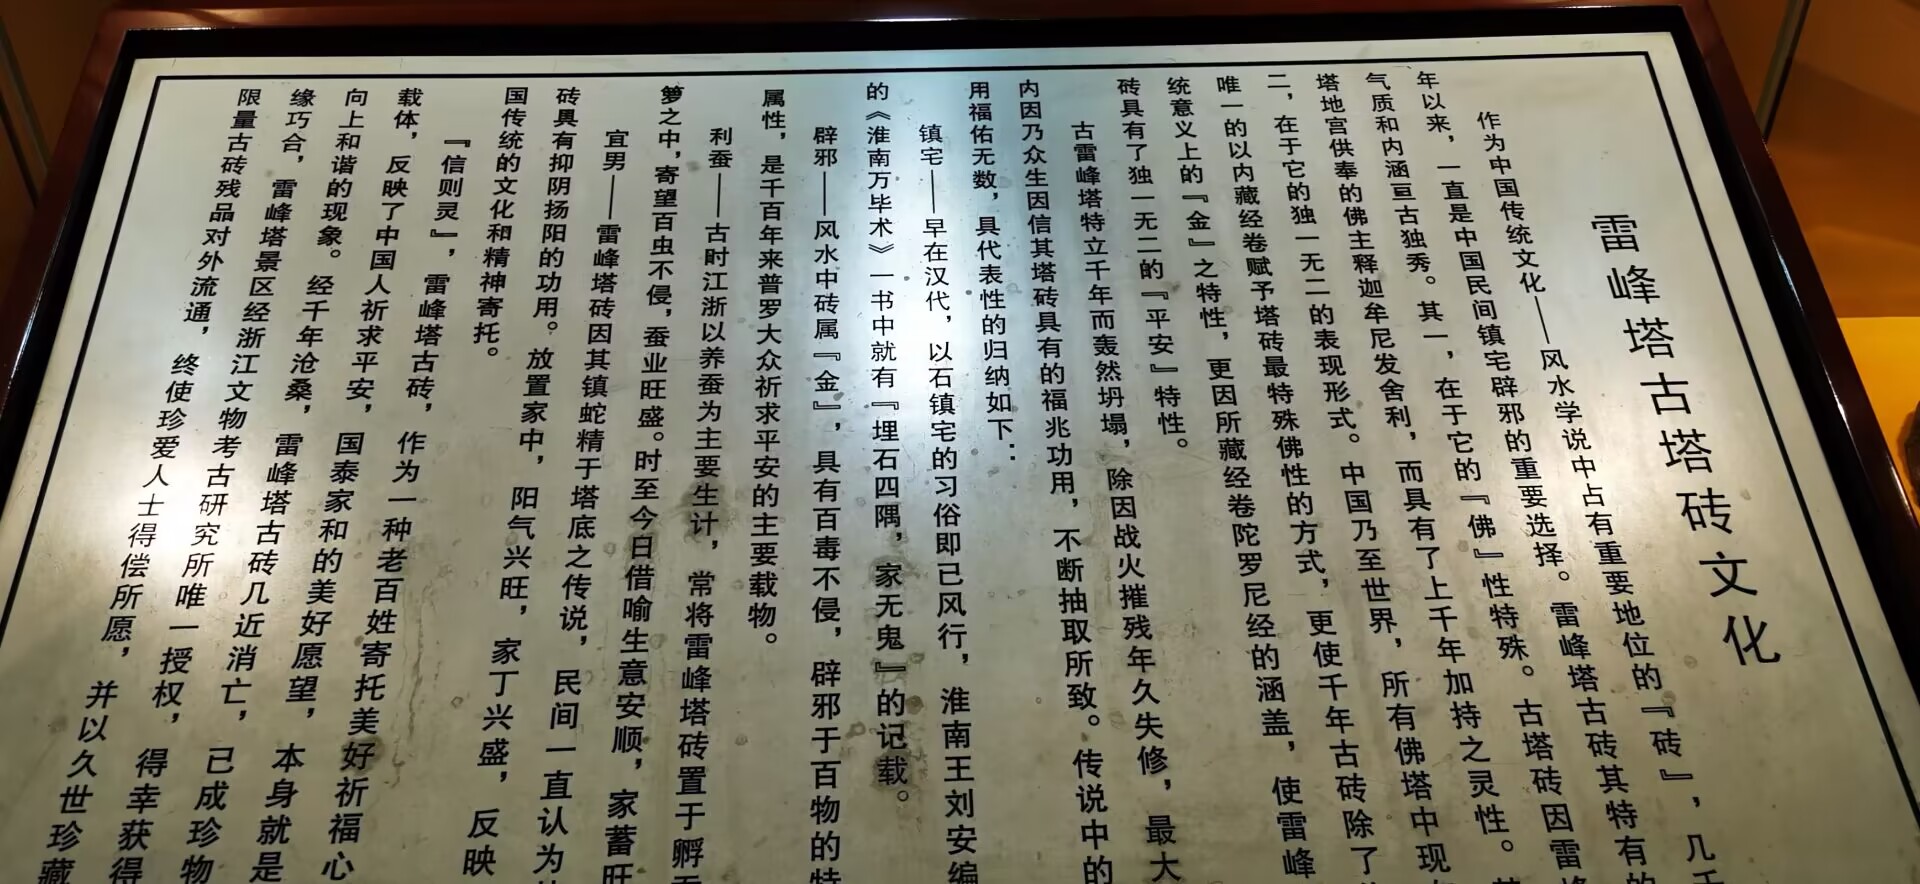 雷峰塔古塔砖文化
作为中国传统文化——风水学说中占有重要地位的『砖』，几千
年以来，一直是中国民间镇宅辟邪的重要选择。雷峰塔古砖其特有的
气质和内涵亘古独秀。其一，在于它的『佛』性特殊。古塔砖因雷峰
塔地宫供奉的佛主释迦牟尼发舍利，而具有了上千年加持之灵性。其
二，在于它的独一无二的表现形式。中国乃至世界，所有佛塔中现
唯一的以内藏经卷赋予塔砖最特殊佛性的方式，更使千年古砖除了
统意义上的『金』之特性，更因所藏经卷陀罗尼经的涵盖，使雷峰
砖具有了独一无二的『平安』特性。
古雷峰塔特立千年而轰然坍塌，除因战火摧残年久失修，最大
内因乃众生因信其塔砖具有的福兆功用，不断抽取所致。传说中的
用福佑无数，具代表性的归纳如下：
镇宅——早在汉代，以石镇宅的习俗即已风行，淮南王刘安编
的《淮南万毕术》一书中就有『埋石四隅，家无鬼』的记载。
辟邪——风水中砖属『金』，具有百毒不侵，辟邪于百物的特
属性，是千百年来普罗大众祈求平安的主要载物。
利蚕——古时江浙以养蚕为主要生计，常将雷峰塔砖置于孵
箩之中，寄望百虫不侵，蚕业旺盛。时至今日借喻生意安顺，家蓄旺
宜男——雷峰塔砖因其镇蛇精于塔底之传说，民间一直认为
砖具有抑阴扬阳的功用。放置家中，阳气兴旺，家丁兴盛，反映
国传统的文化和精神寄托。
『信则灵』，雷峰塔古砖，作为一种老百姓寄托美好祈福心
载体，反映了中国人祈求平安，国泰家和的美好愿望，本身就是
向上和谐的现象。经千年沧桑，雷峰塔古砖几近消亡，已成珍物
缘巧合，雷峰塔景区经浙江文物考古研究所唯一授权，得幸获得
限量古砖残品对外流通，终使珍爱人士得偿所愿，并以久世珍藏